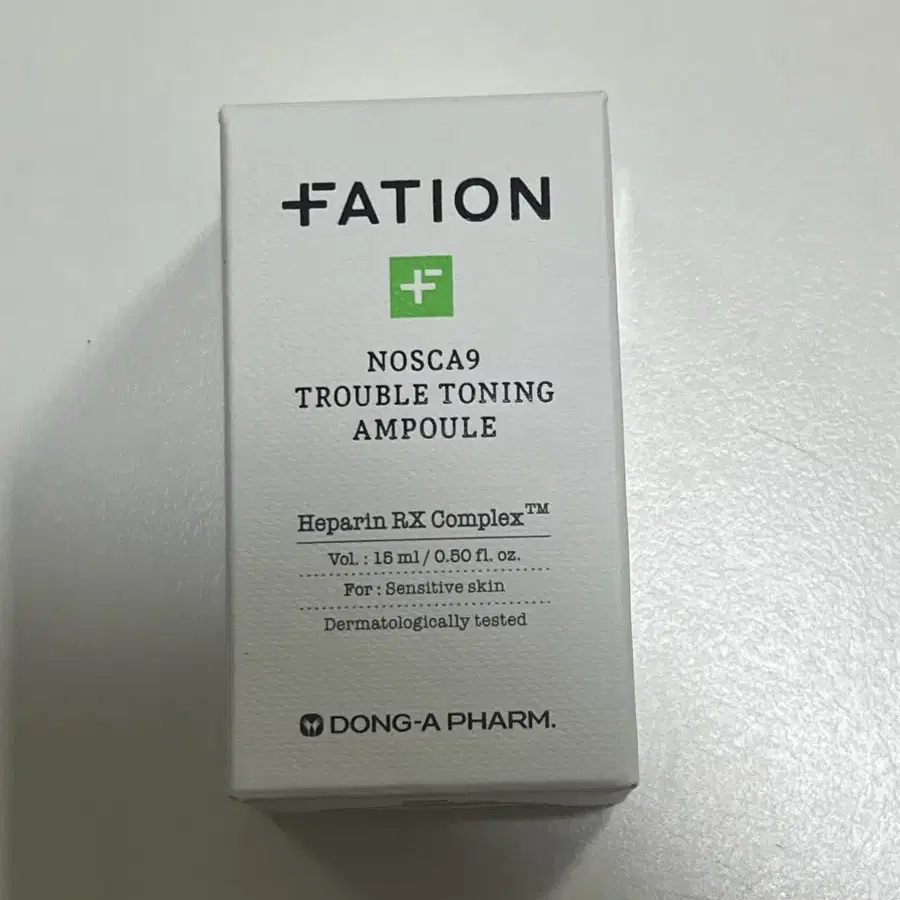 FATION
NOSCA9
TROUBLE TONING
AMPOULE
Heparin RX Complex™
Vol. : 15 ml / 0.50 fl. oz.
For : Sensitive skin
Dermatologically tested
DONG-A PHARM.